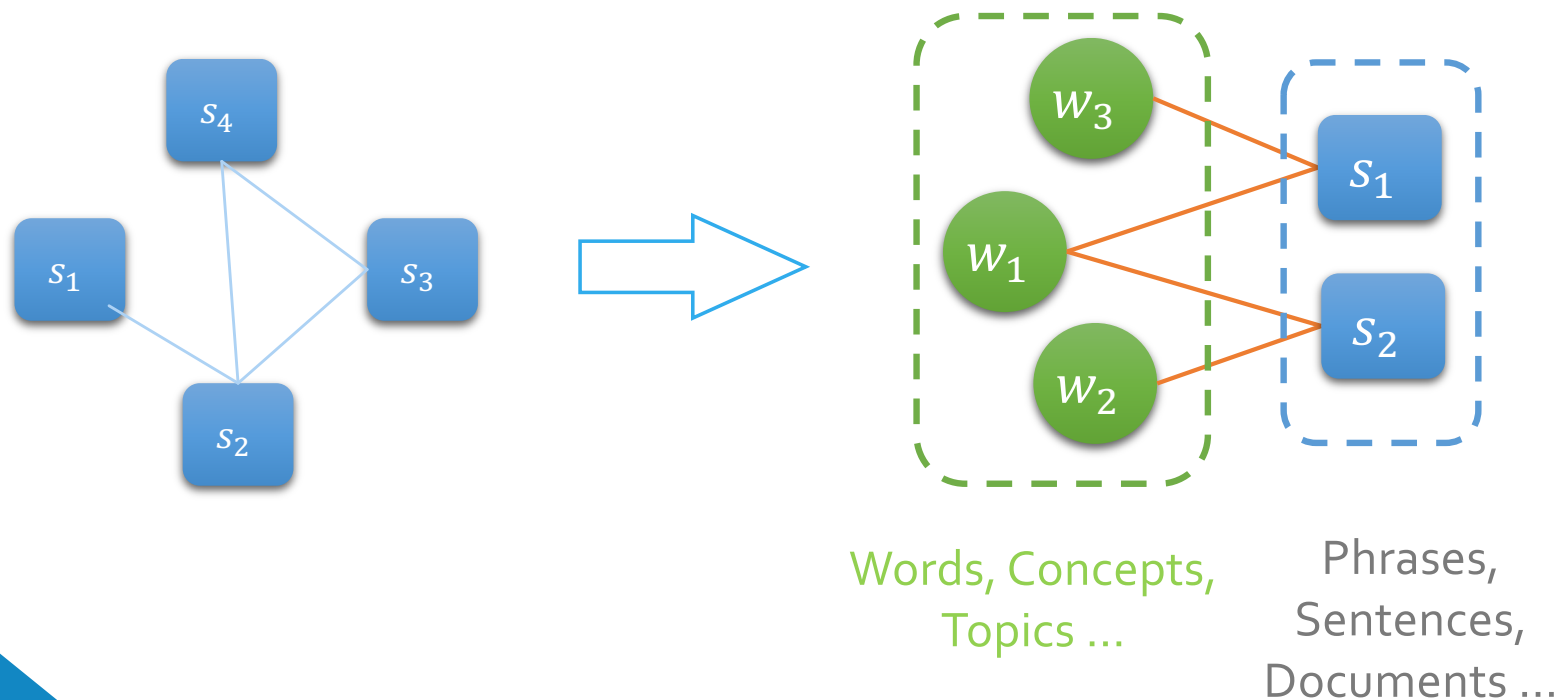 s4
s1
s3
s2
w3
w1
w2
s1
s2
Words, Concepts,
Topics ...
Phrases,
Sentences,
Documents ...